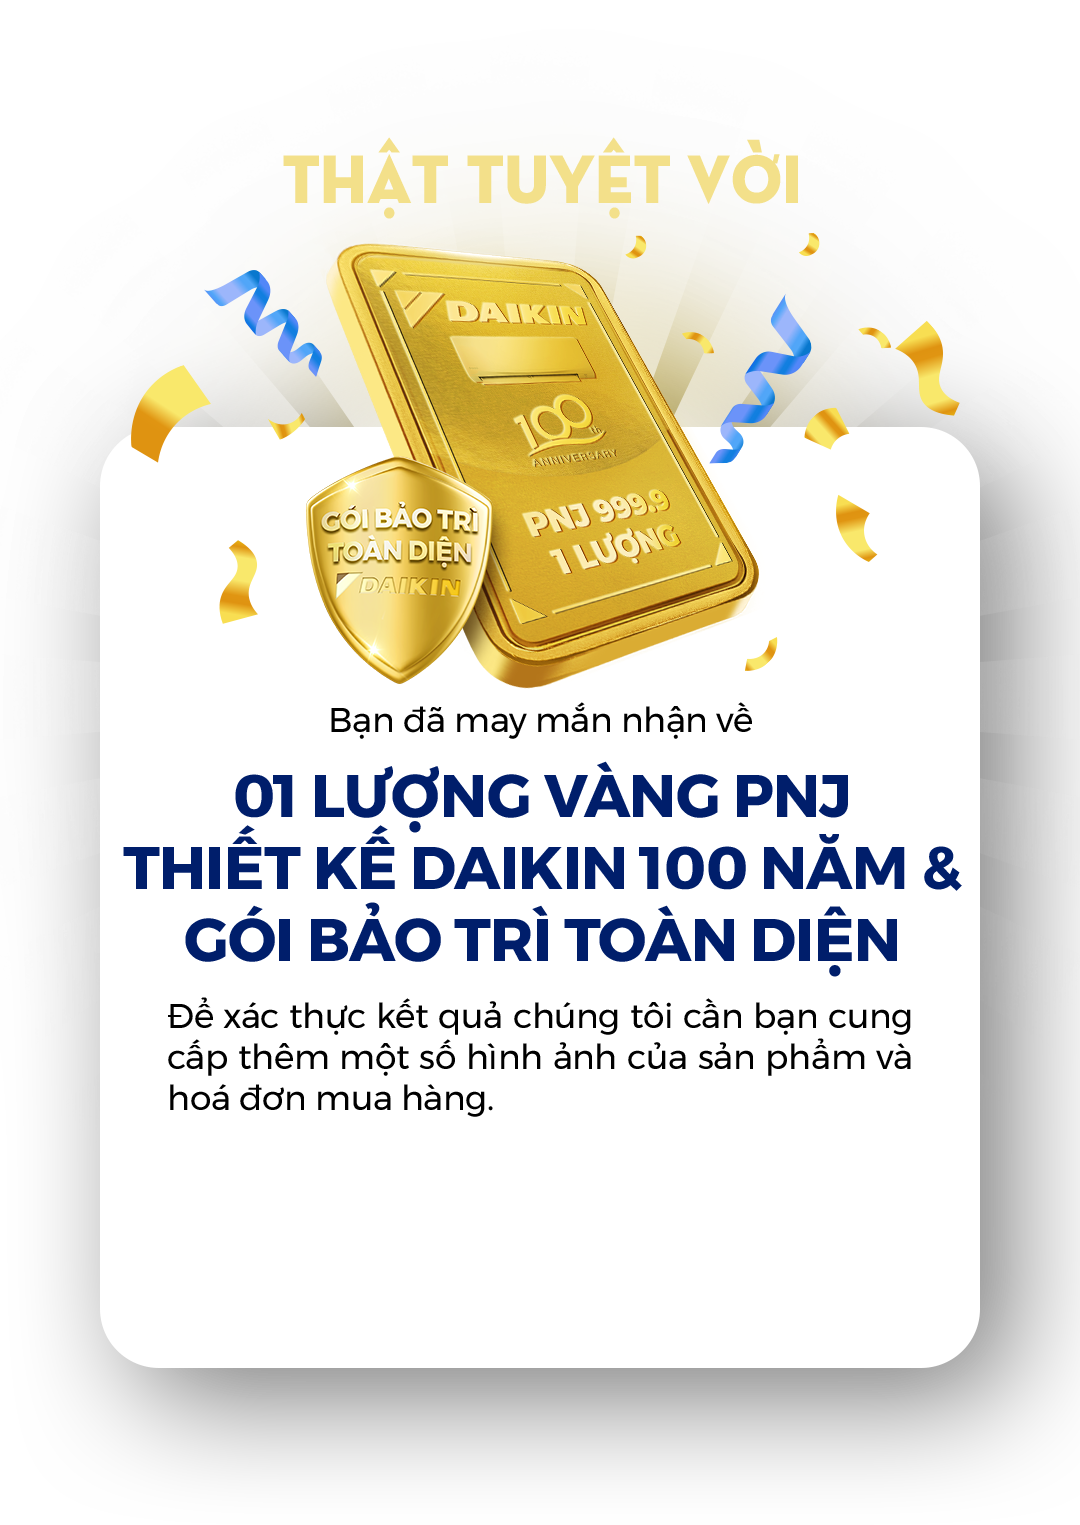 THẬT TUYỆT VỜI
DAIKIN
100th
ANNIVERSARY
PNJ 999.9
1 LƯỢNG
GÓI BẢO TRÌ
TOÀN DIỆN
DAIKIN
Bạn đã may mắn nhận về
01 LƯỢNG VÀNG PNJ
THIẾT KẾ DAIKIN 100 NĂM &
GÓI BẢO TRÌ TOÀN DIỆN
Để xác thực kết quả chúng tôi cần bạn cung
cấp thêm một số hình ảnh của sản phẩm và
hoá đơn mua hàng.